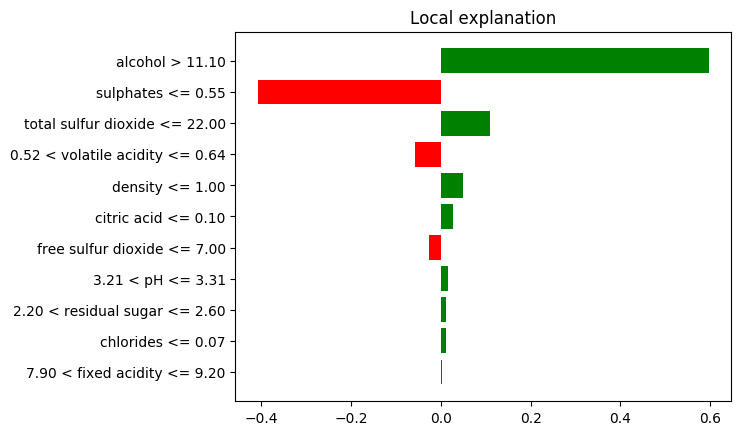 Local explanation
alcohol > 11.10
sulphates <= 0.55
total sulfur dioxide <= 22.00
0.52 < volatile acidity <= 0.64
density <= 1.00
citric acid <= 0.10
free sulfur dioxide <= 7.00
3.21 < pH <= 3.31
2.20 < residual sugar <= 2.60
chlorides <= 0.07
7.90 < fixed acidity <= 9.20
−0.4 −0.2 0.0 0.2 0.4 0.6